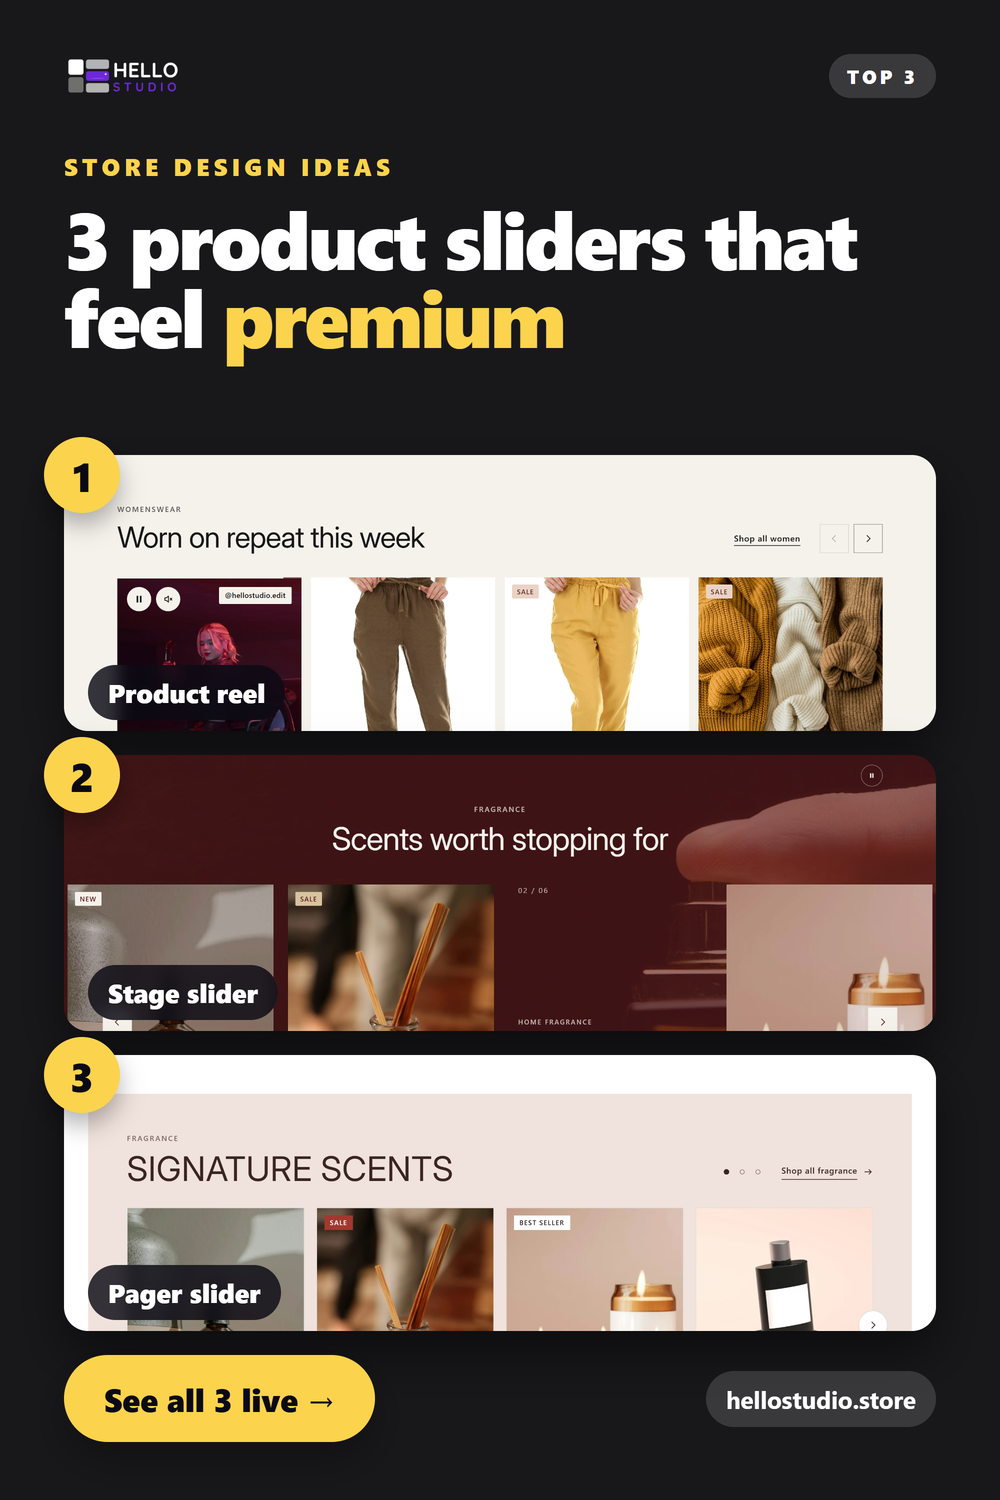 HELLO
STUDIO
TOP 3
STORE DESIGN IDEAS
3 product sliders that
feel premium
1
WOMENSWEAR
Worn on repeat this week
Shop all women
@hellostudio.edit
SALE
SALE
Product reel
2
FRAGRANCE
Scents worth stopping for
NEW
SALE
02 / 06
HOME FRAGRANCE
Stage slider
3
FRAGRANCE
SIGNATURE SCENTS
Shop all fragrance →
SALE
BEST SELLER
Pager slider
See all 3 live →
hellostudio.store